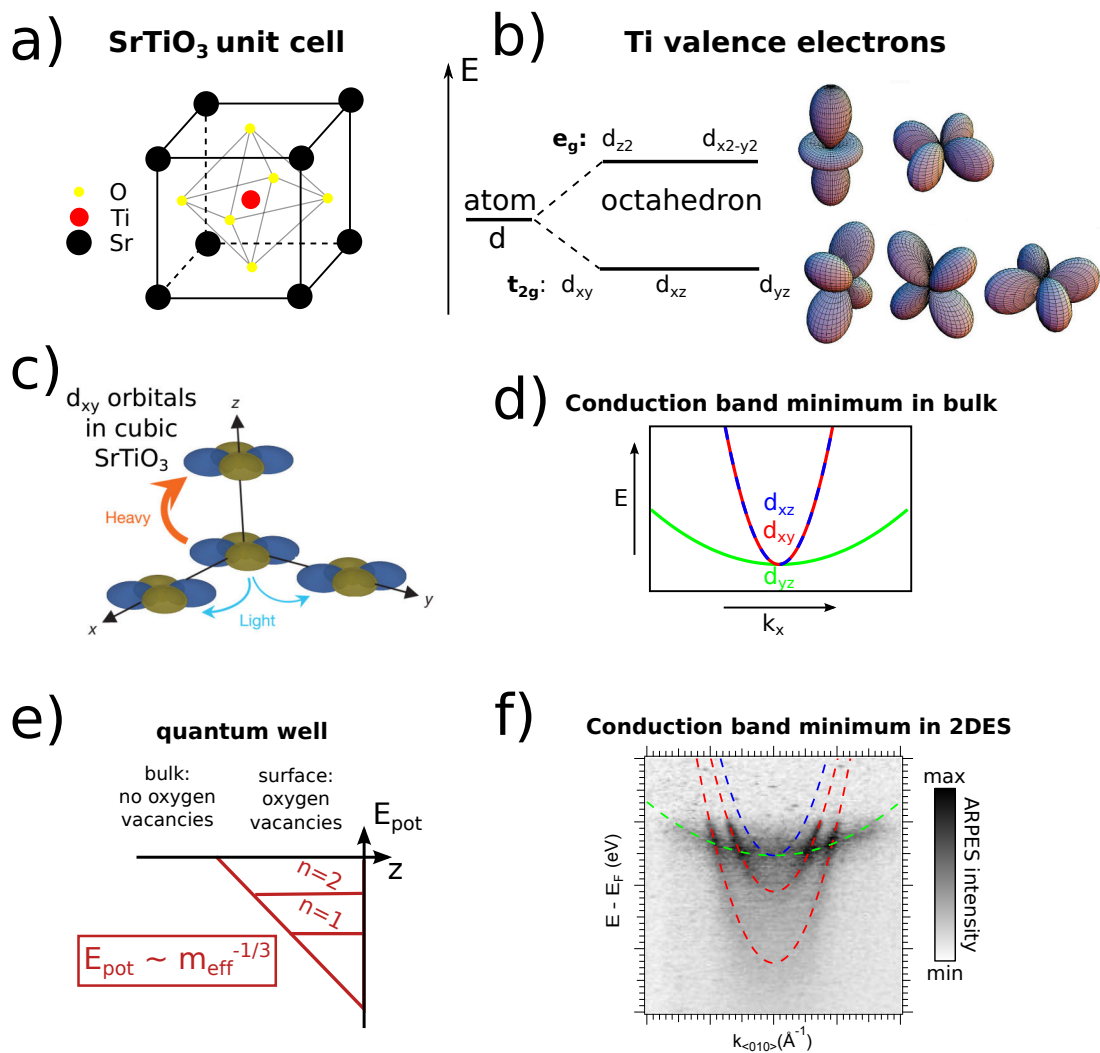 a)
SrTiO3 unit cell
O
Ti
Sr
b)
Ti valence electrons
E
eg: dz2 dx2-y2
atom
octahedron
d
t2g: dxy dxz dyz
c)
dxy orbitals
in cubic
SrTiO3
z
Heavy
Light
x
y
d)
Conduction band minimum in bulk
E
dxz
dxy
dyz
kx
e)
quantum well
bulk:
no oxygen
vacancies
surface:
oxygen
vacancies
Epot
z
n=2
n=1
Epot ~ meff^-1/3
f)
Conduction band minimum in 2DES
E - EF (eV)
k<010>(Å^-1)
max
ARPES intensity
min